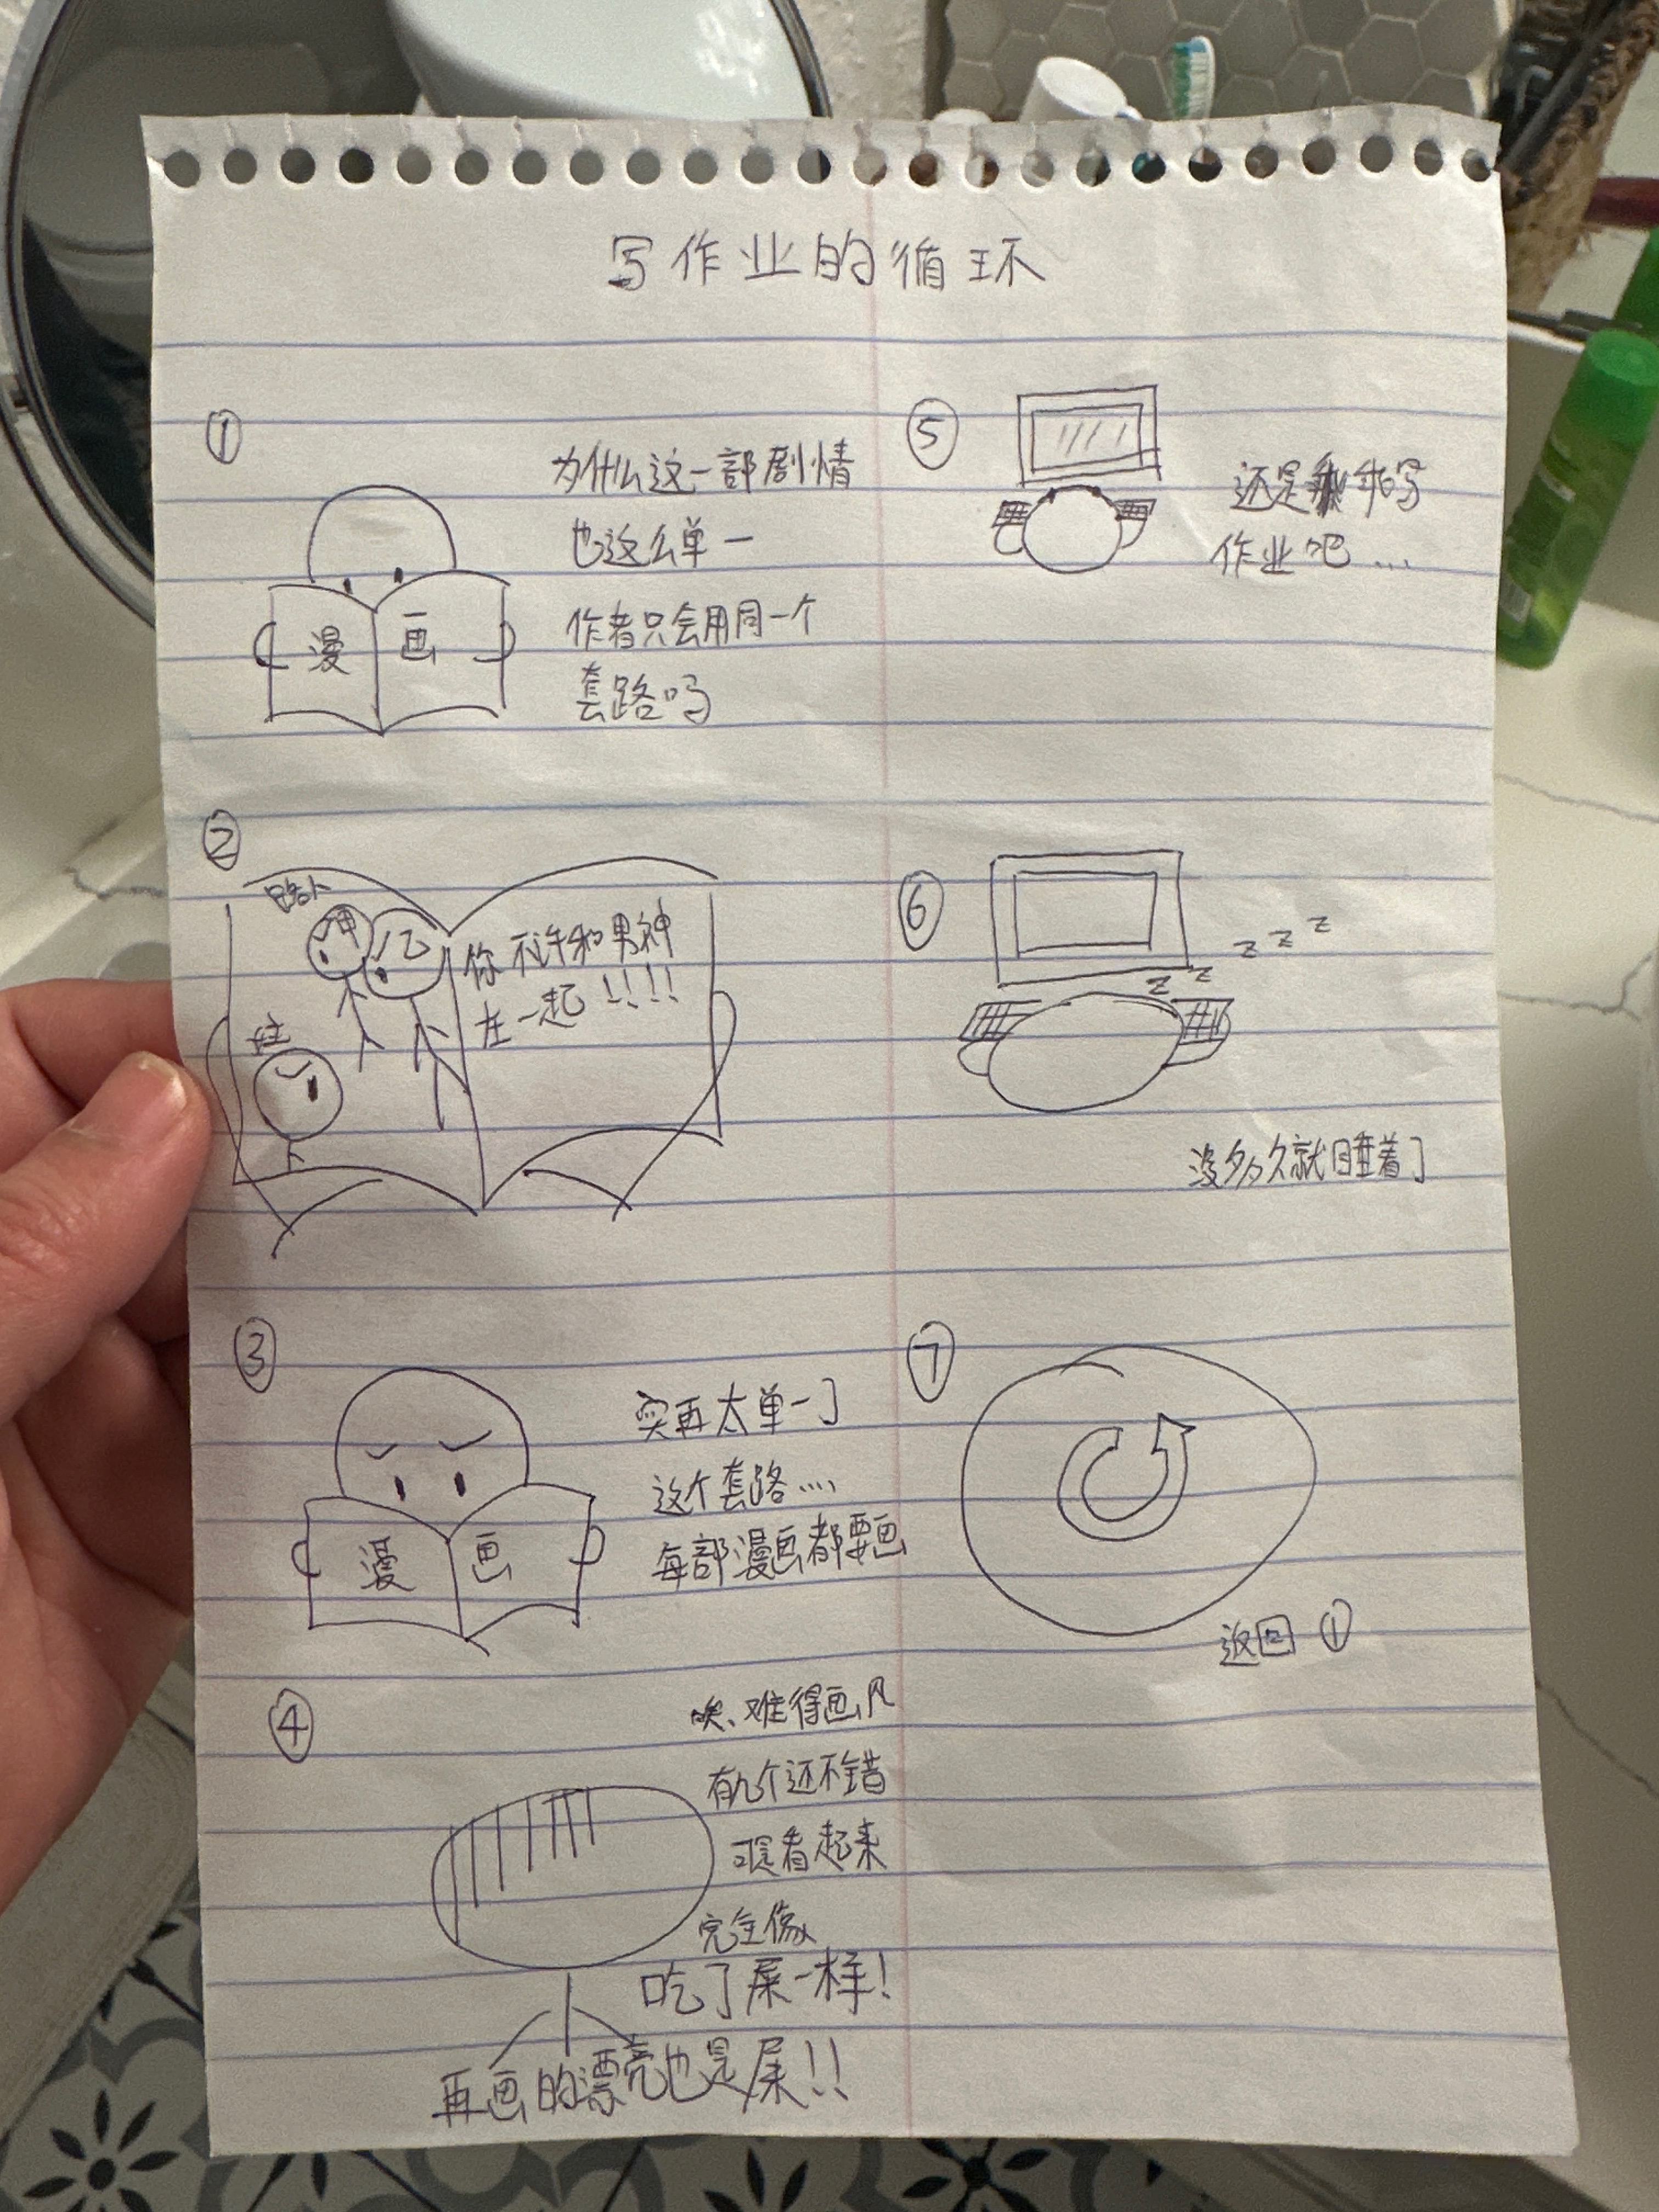 写作业的循环
①
为什么这一部剧情
也这么单一
作者只会用同一个
套路吗
漫画
②
路人
甲
乙
你不许和男神
在一起!!!!
③
实再太单一了
这个套路....
每部漫画都要画
漫画
④
唉、难得画风
有几个还不错
可是看起来
完全像
吃了屎一样!
再画的漂亮也是屎!!
⑤
还是乖乖写
作业吧...
⑥
z z z z z
没多久就睡着了
⑦
返回①